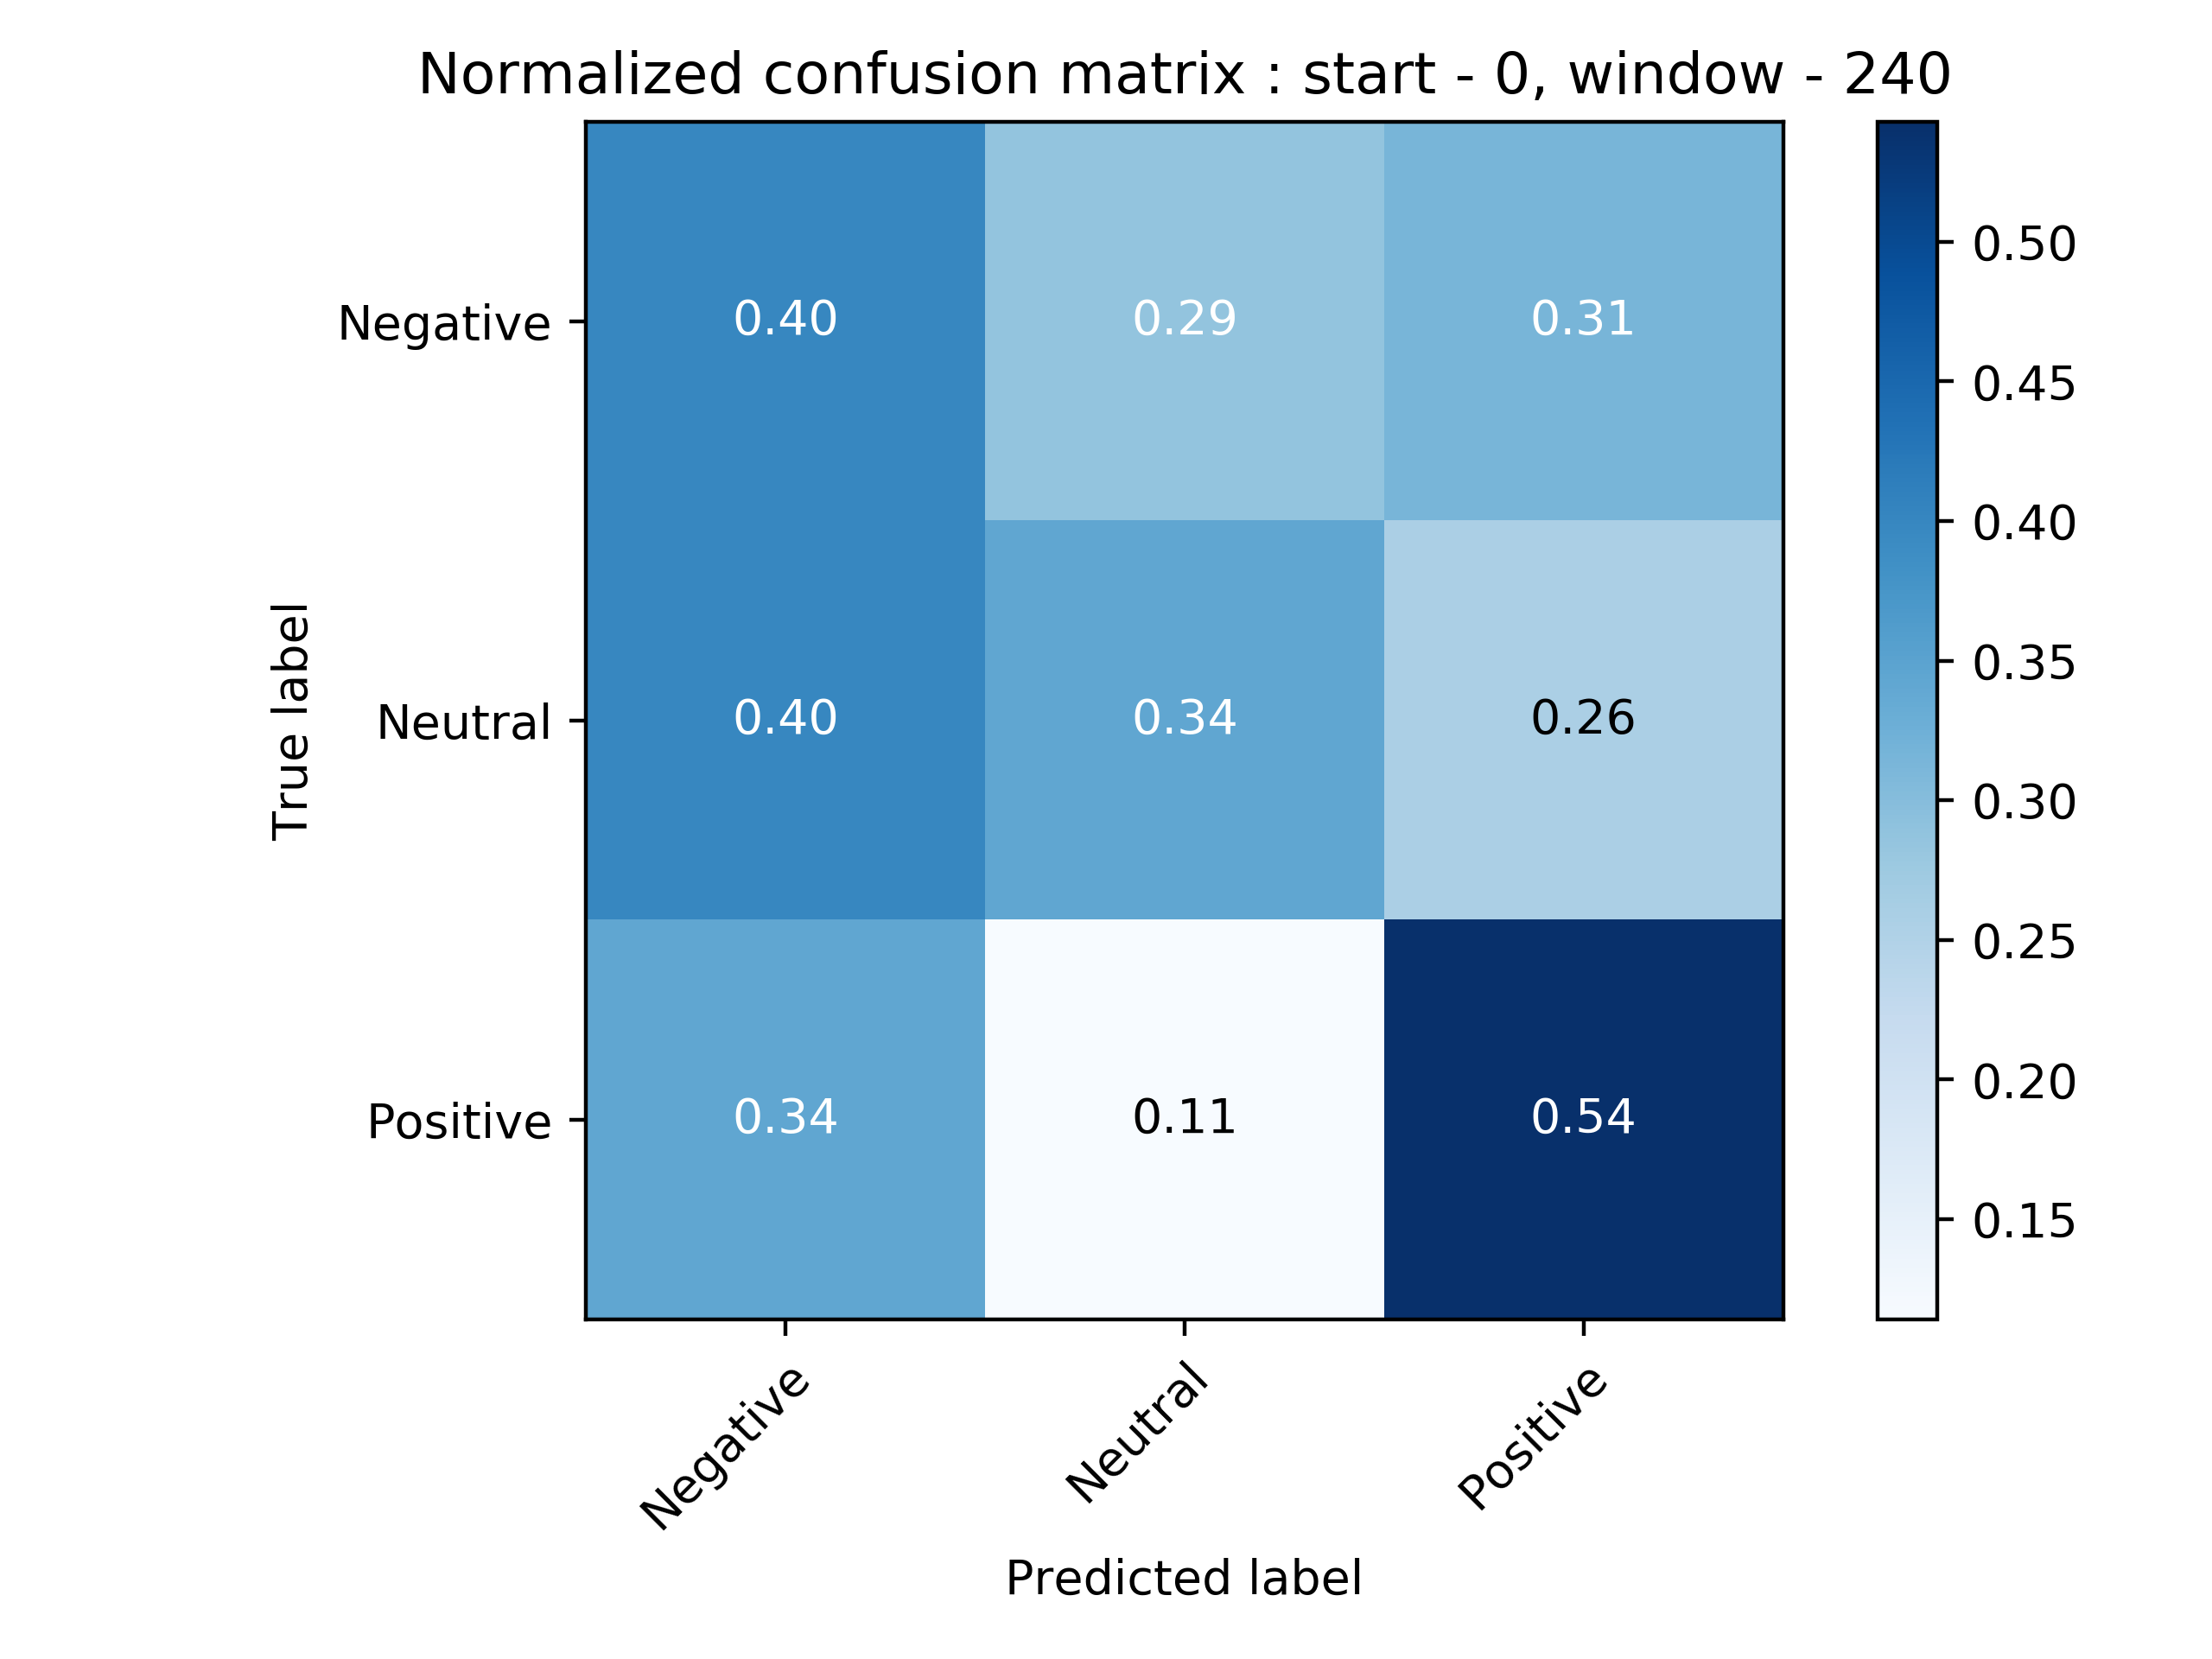 Normalized confusion matrix : start - 0, window - 240
True label
Negative
0.40
0.29
0.31
Neutral
0.40
0.34
0.26
Positive
0.34
0.11
0.54
Negative
Neutral
Positive
Predicted label
0.50
0.45
0.40
0.35
0.30
0.25
0.20
0.15